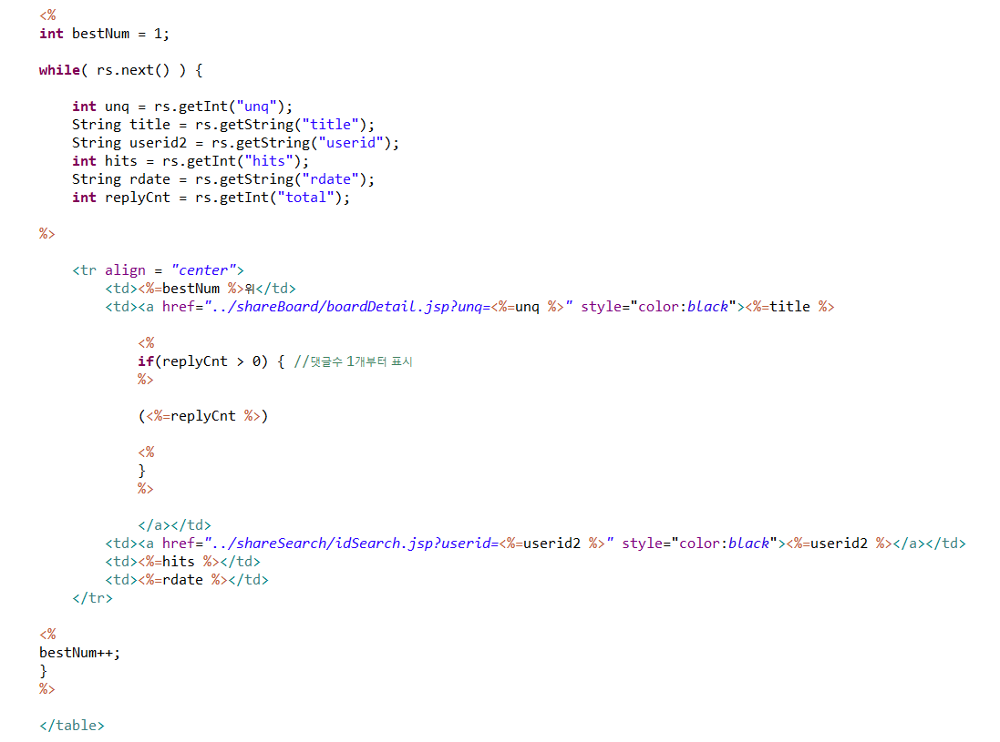 <%
int bestNum = 1;
while( rs.next() ) {
int unq = rs.getInt("unq");
String title = rs.getString("title");
String userid2 = rs.getString("userid");
int hits = rs.getInt("hits");
String rdate = rs.getString("rdate");
int replyCnt = rs.getInt("total");
%>
<tr align = "center">
<td><%=bestNum %>위</td>
<td><a href="../shareBoard/boardDetail.jsp?unq=<%=unq %>" style="color:black"><%=title %>
<%
if(replyCnt > 0) { //댓글수 1개부터 표시
%>
(<%=replyCnt %>)
<%
}
%>
</a></td>
<td><a href="../shareSearch/idSearch.jsp?userid=<%=userid2 %>" style="color:black"><%=userid2 %></a></td>
<td><%=hits %></td>
<td><%=rdate %></td>
</tr>
<%
bestNum++;
}
%>
</table>